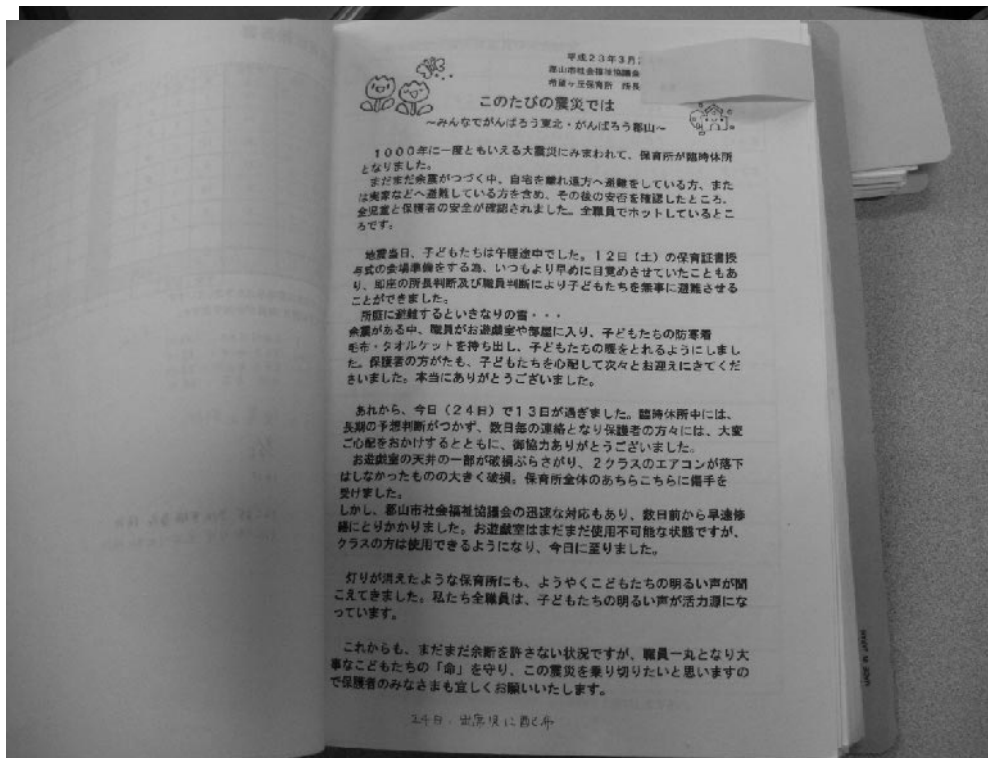 平成23年3月
郡山市社会福祉協議会
希望ヶ丘保育所　所長
このたびの震災では
～みんなでがんばろう東北・がんばろう郡山～
1000年に一度ともいえる大震災にみまわれて、保育所が臨時休所
となりました。
まだまだ余震がつづく中、自宅を離れ遠方へ避難をしている方、また
は実家などへ避難している方を含め、その後の安否を確認したところ、
全児童と保護者の安全が確認されました。全職員でホットしているとこ
ろです。
地震当日、子どもたちは午睡途中でした。12日（土）の保育証書授
与式の会場準備をする為、いつもより早めに目覚めさせていたこともあ
り、即座の所長判断及び職員判断により子どもたちを無事に避難させる
ことができました。
所庭に避難するといきなりの雪・・・
余震がある中、職員がお遊戯室や部屋に入り、子どもたちの防寒着
毛布・タオルケットを持ち出し、子どもたちの暖をとれるようにしまし
た。保護者の方がたも、子どもたちを心配して次々とお迎えにきてくだ
さいました。本当にありがとうございました。
あれから、今日（24日）で13日が過ぎました。臨時休所中には、
長期の予想判断がつかず、数日毎の連絡となり保護者の方々には、大変
ご心配をおかけするとともに、御協力ありがとうございました。
お遊戯室の天井の一部が破損ぶらさがり、2クラスのエアコンが落下
はしなかったものの大きく破損。保育所全体のあちらこちらに傷手を
受けました。
しかし、郡山市社会福祉協議会の迅速な対応もあり、数日前から早速修
繕にとりかかりました。お遊戯室はまだまだ使用不可能な状態ですが、
クラスの方は使用できるようになり、今日に至りました。
灯りが消えたような保育所にも、ようやくこどもたちの明るい声が聞
こえてきました。私たち全職員は、子どもたちの明るい声が活力源にな
っています。
これからも、まだまだ余断を許さない状況ですが、職員一丸となり大
事なこどもたちの「命」を守り、この震災を乗り切りたいと思いますの
で保護者のみなさまも宜しくお願いいたします。
24日、出席児に配布